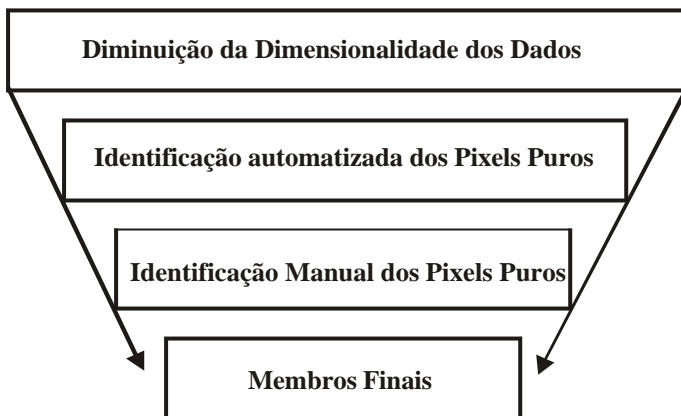 Diminuição da Dimensionalidade dos Dados
Identificação automatizada dos Pixels Puros
Identificação Manual dos Pixels Puros
Membros Finais